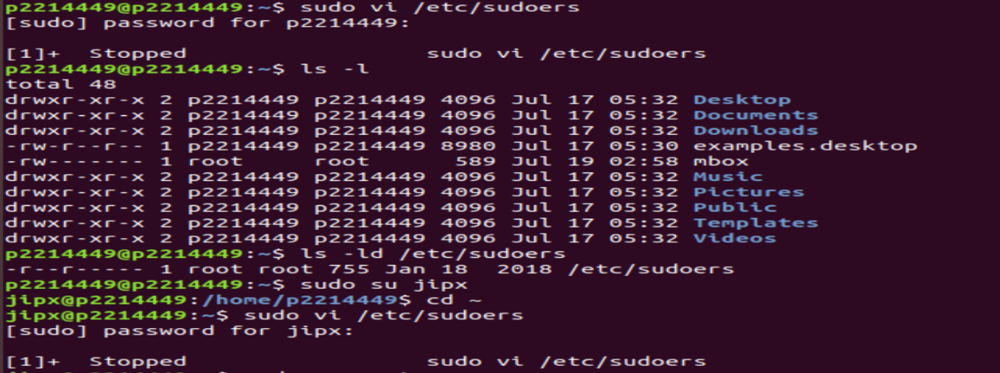 p2214449@p2214449:~$ sudo vi /etc/sudoers
[sudo] password for p2214449:
[1]+  Stopped                 sudo vi /etc/sudoers
p2214449@p2214449:~$ ls -l
total 48
drwxr-xr-x 2 p2214449 p2214449 4096 Jul 17 05:32 Desktop
drwxr-xr-x 2 p2214449 p2214449 4096 Jul 17 05:32 Documents
drwxr-xr-x 2 p2214449 p2214449 4096 Jul 17 05:32 Downloads
-rw-r--r-- 1 p2214449 p2214449 8980 Jul 17 05:30 examples.desktop
-rw------- 1 root     root      589 Jul 19 02:58 mbox
drwxr-xr-x 2 p2214449 p2214449 4096 Jul 17 05:32 Music
drwxr-xr-x 2 p2214449 p2214449 4096 Jul 17 05:32 Pictures
drwxr-xr-x 2 p2214449 p2214449 4096 Jul 17 05:32 Public
drwxr-xr-x 2 p2214449 p2214449 4096 Jul 17 05:32 Templates
drwxr-xr-x 2 p2214449 p2214449 4096 Jul 17 05:32 Videos
p2214449@p2214449:~$ ls -ld /etc/sudoers
-r--r----- 1 root root 755 Jan 18  2018 /etc/sudoers
p2214449@p2214449:~$ sudo su jipx
jipx@p2214449:/home/p2214449$ cd ~
jipx@p2214449:~$ sudo vi /etc/sudoers
[sudo] password for jipx:
[1]+  Stopped                 sudo vi /etc/sudoers